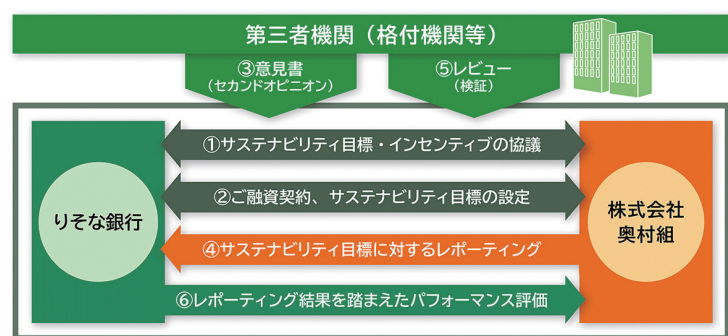 第三者機関（格付機関等）
③意見書
（セカンドオピニオン）
⑤レビュー
（検証）
りそな銀行
①サステナビリティ目標・インセンティブの協議
②ご融資契約、サステナビリティ目標の設定
④サステナビリティ目標に対するレポーティング
⑥レポーティング結果を踏まえたパフォーマンス評価
株式会社
奥村組